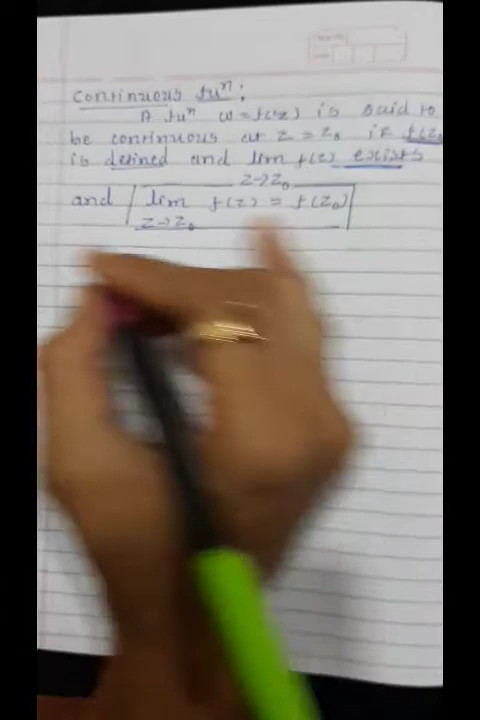 Continuous fuⁿ:
A fuⁿ w = f(z) is said to
be continuous at z = z₀ if f(z₀
is defined and lim f(z) exists
z→z₀
and lim f(z) = f(z₀)
z→z₀